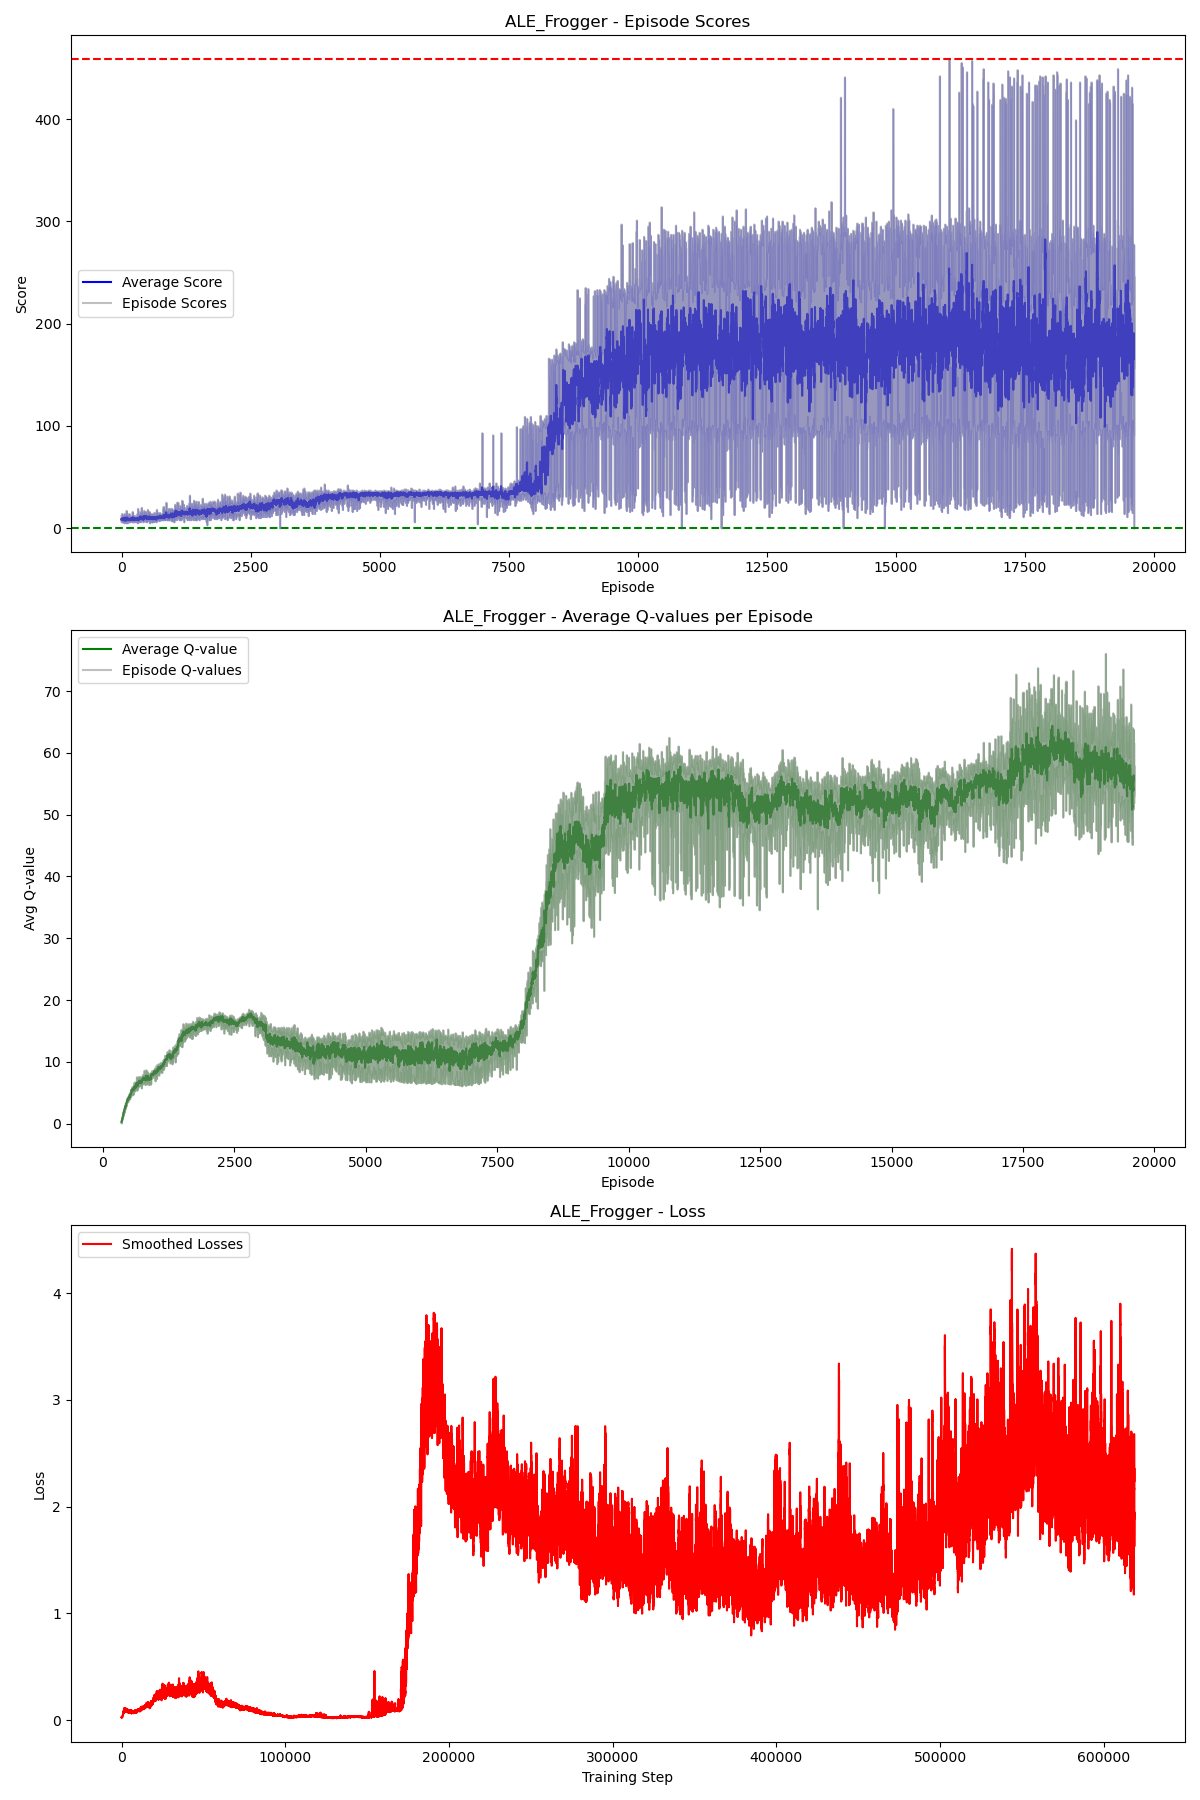 ALE_Frogger - Episode Scores
Score
400
300
200
100
0
Average Score
Episode Scores
0 2500 5000 7500 10000 12500 15000 17500 20000
Episode
ALE_Frogger - Average Q-values per Episode
Avg Q-value
70
60
50
40
30
20
10
0
Average Q-value
Episode Q-values
0 2500 5000 7500 10000 12500 15000 17500 20000
Episode
ALE_Frogger - Loss
Loss
4
3
2
1
0
Smoothed Losses
0 100000 200000 300000 400000 500000 600000
Training Step